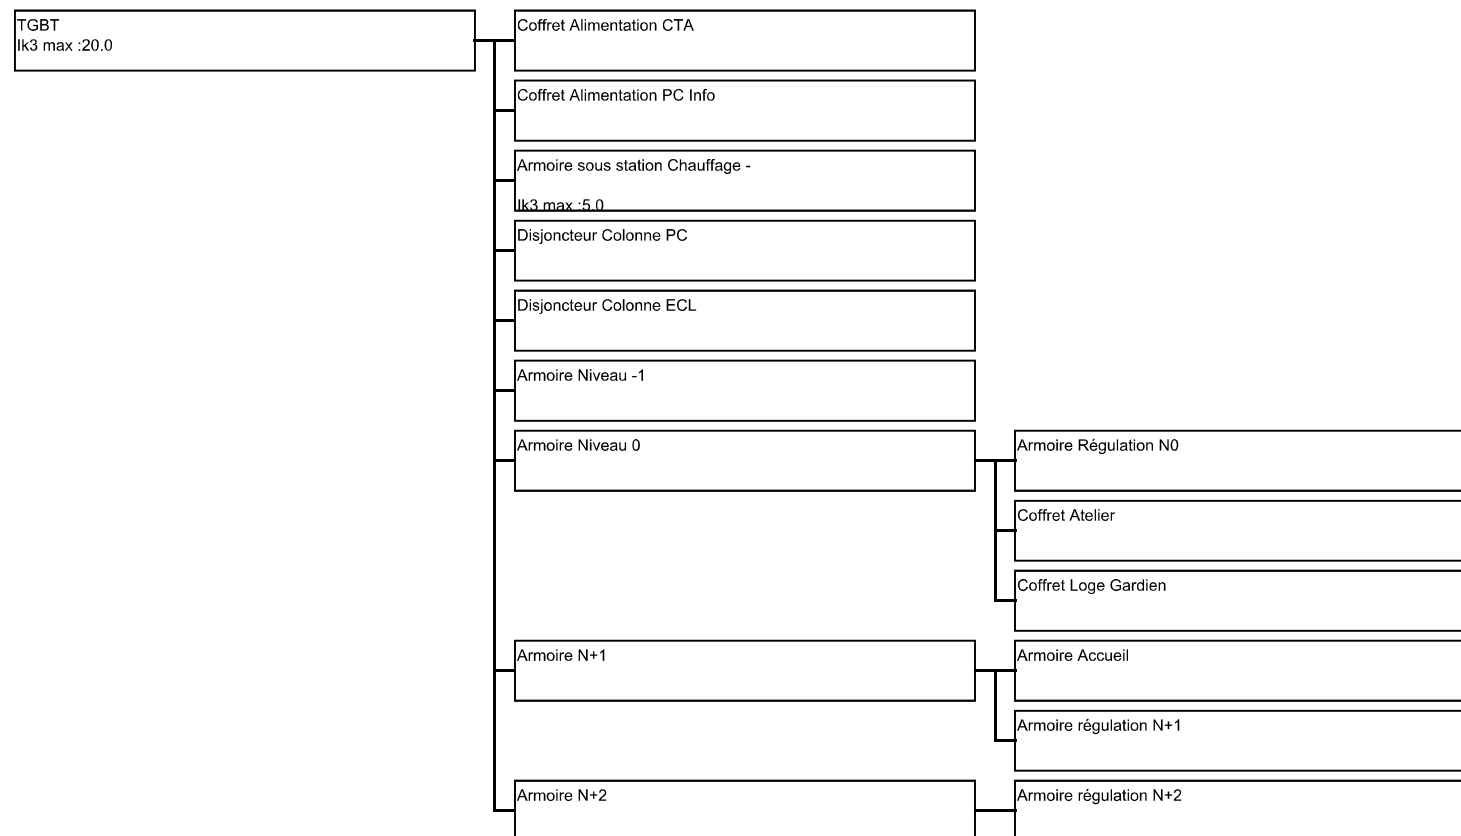 TGBT
Ik3 max :20.0
Coffret Alimentation CTA
Coffret Alimentation PC Info
Armoire sous station Chauffage -
Ik3 max :5.0
Disjoncteur Colonne PC
Disjoncteur Colonne ECL
Armoire Niveau -1
Armoire Niveau 0
Armoire Régulation N0
Coffret Atelier
Coffret Loge Gardien
Armoire N+1
Armoire Accueil
Armoire régulation N+1
Armoire N+2
Armoire régulation N+2